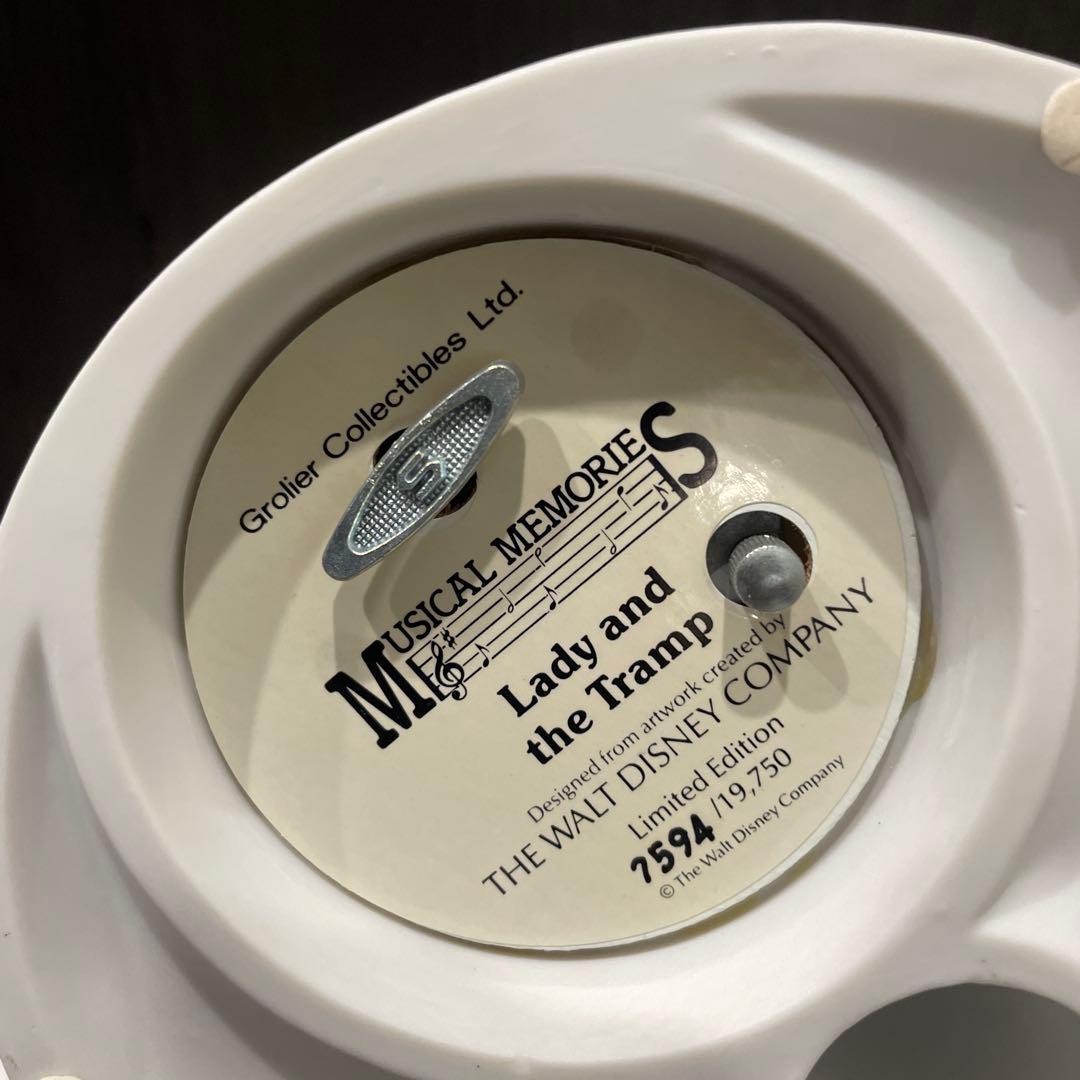 Grolier Collectibles Ltd.
S
MUSICAL MEMORIES
Lady and
the Tramp
Designed from artwork created by
THE WALT DISNEY COMPANY
Limited Edition
7594 /19,750
© The Walt Disney Company